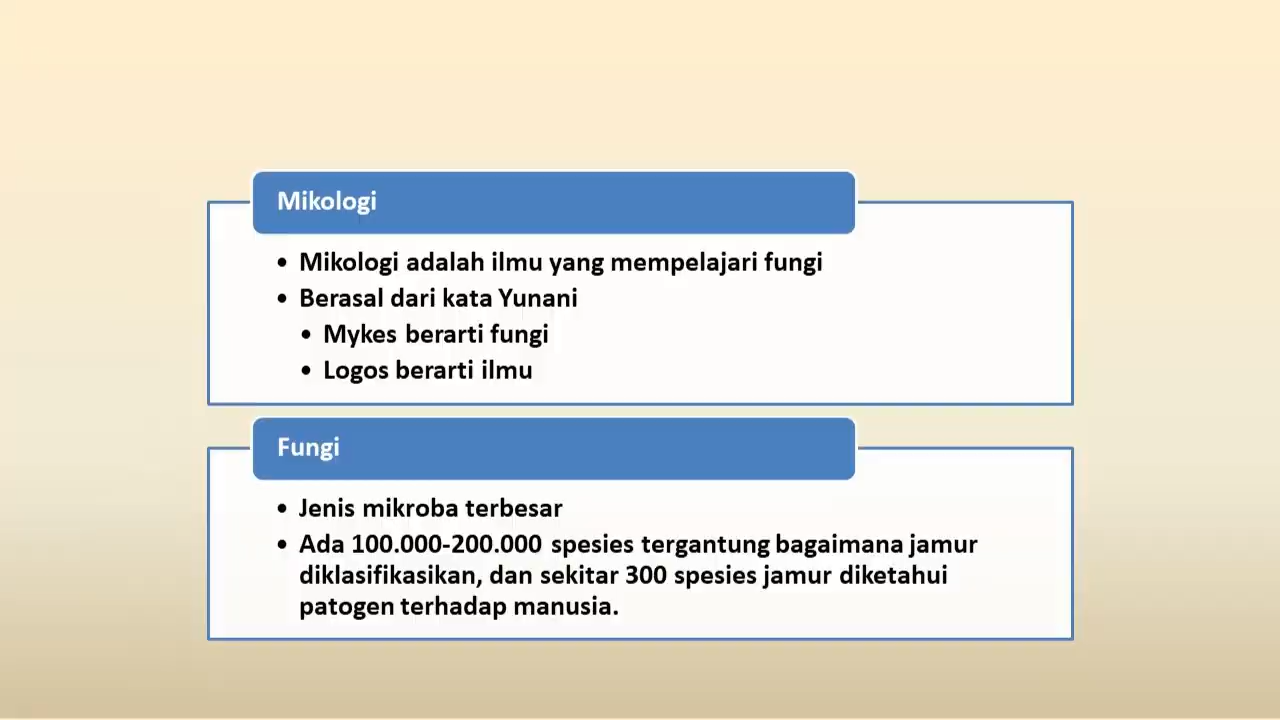 Mikologi
• Mikologi adalah ilmu yang mempelajari fungi
• Berasal dari kata Yunani
• Mykes berarti fungi
• Logos berarti ilmu
Fungi
• Jenis mikroba terbesar
• Ada 100.000-200.000 spesies tergantung bagaimana jamur
diklasifikasikan, dan sekitar 300 spesies jamur diketahui
patogen terhadap manusia.